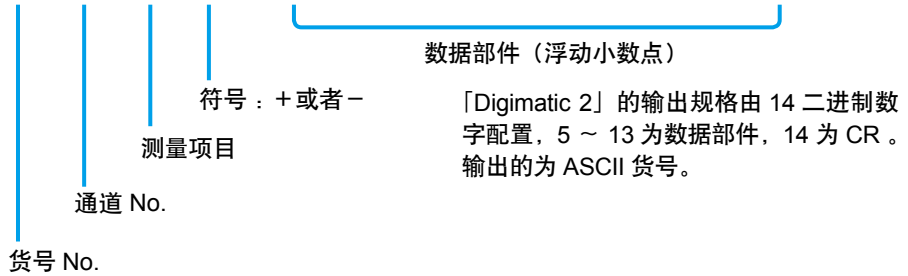 数据部件（浮动小数点）
符号：+或者−
「Digimatic 2」的输出规格由 14 二进制数
字配置，5 ～ 13 为数据部件，14 为 CR 。
输出的为 ASCII 货号。
测量项目
通道 No.
货号 No.